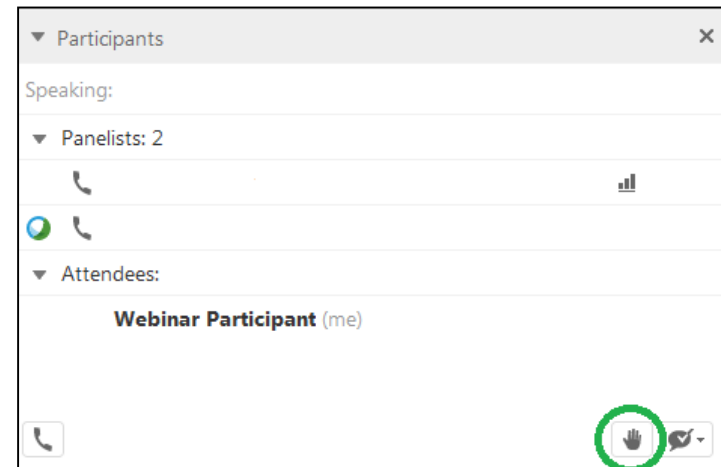 Participants
Speaking:
Panelists: 2
Attendees:
Webinar Participant (me)